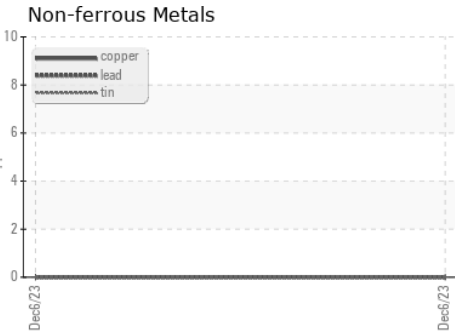 Non-ferrous Metals
10
8
6
4
2
0
copper
lead
tin
Dec6/23
Dec6/23